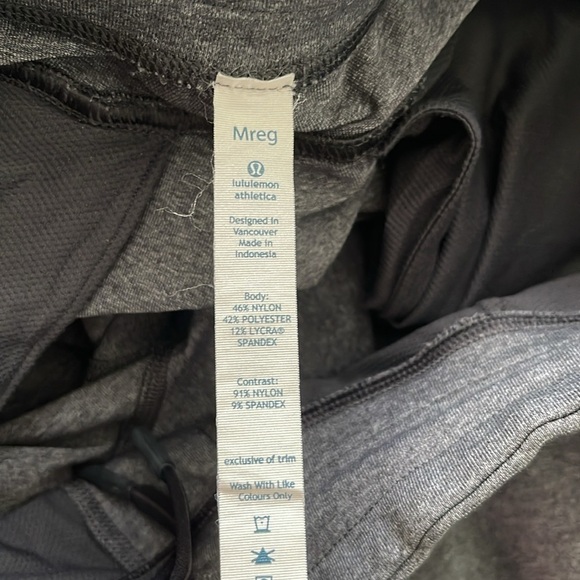 Mreg
lululemon
athletica
Designed in
Vancouver
Made in
Indonesia
Body:
46% NYLON
42% POLYESTER
12% LYCRA®
SPANDEX
Contrast:
91% NYLON
9% SPANDEX
exclusive of trim
Wash With Like
Colours Only